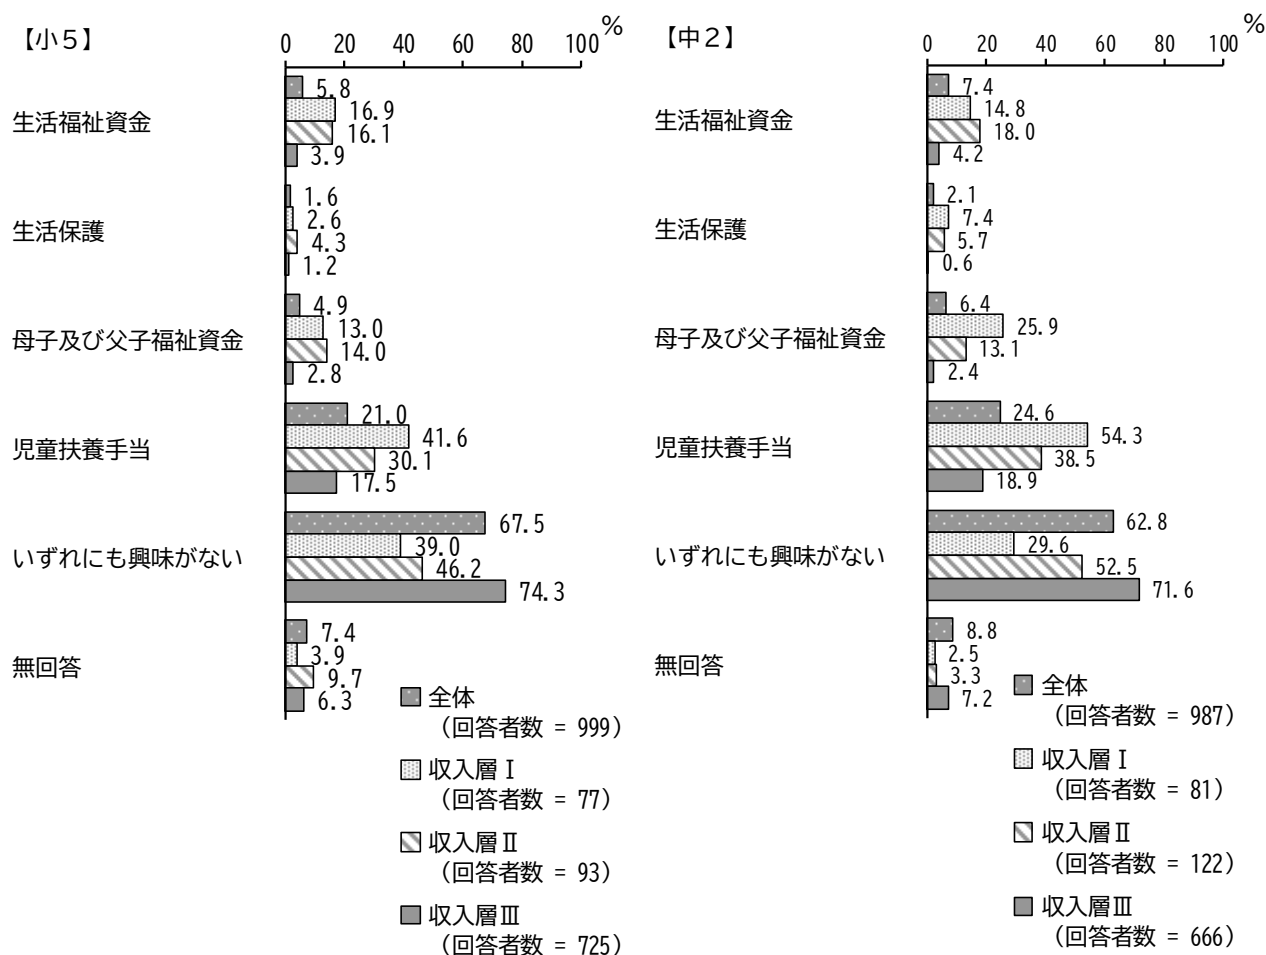 【小５】
%
0 20 40 60 80 100
生活福祉資金
5.8
16.9
16.1
3.9
生活保護
1.6
2.6
4.3
1.2
母子及び父子福祉資金
4.9
13.0
14.0
2.8
児童扶養手当
21.0
41.6
30.1
17.5
いずれにも興味がない
67.5
39.0
46.2
74.3
無回答
7.4
3.9
9.7
6.3
全体
（回答者数 = 999）
収入層Ⅰ
（回答者数 = 77）
収入層Ⅱ
（回答者数 = 93）
収入層Ⅲ
（回答者数 = 725）
【中２】
%
0 20 40 60 80 100
生活福祉資金
7.4
14.8
18.0
4.2
生活保護
2.1
7.4
5.7
0.6
母子及び父子福祉資金
6.4
25.9
13.1
2.4
児童扶養手当
24.6
54.3
38.5
18.9
いずれにも興味がない
62.8
29.6
52.5
71.6
無回答
8.8
2.5
3.3
7.2
全体
（回答者数 = 987）
収入層Ⅰ
（回答者数 = 81）
収入層Ⅱ
（回答者数 = 122）
収入層Ⅲ
（回答者数 = 666）